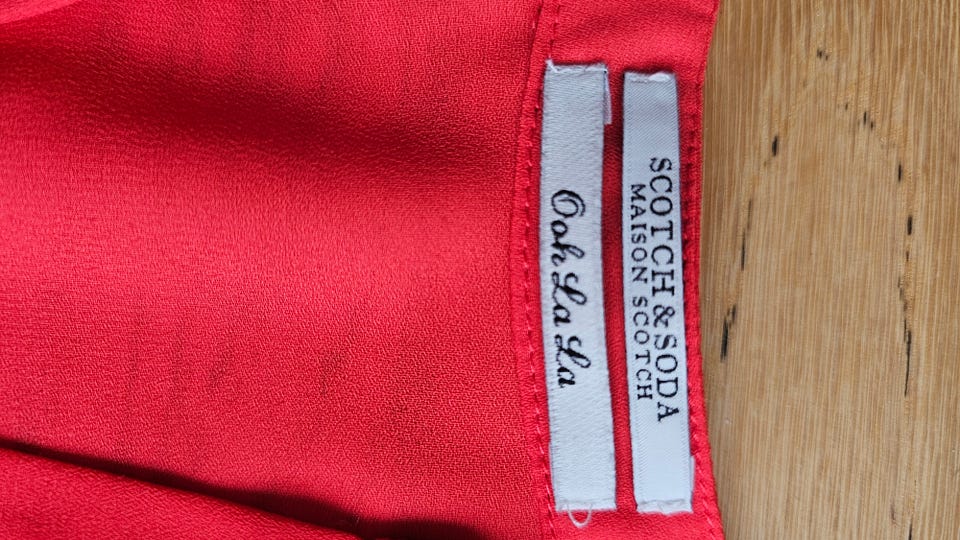 SCOTCH & SODA
MAISON SCOTCH
Ooh La La